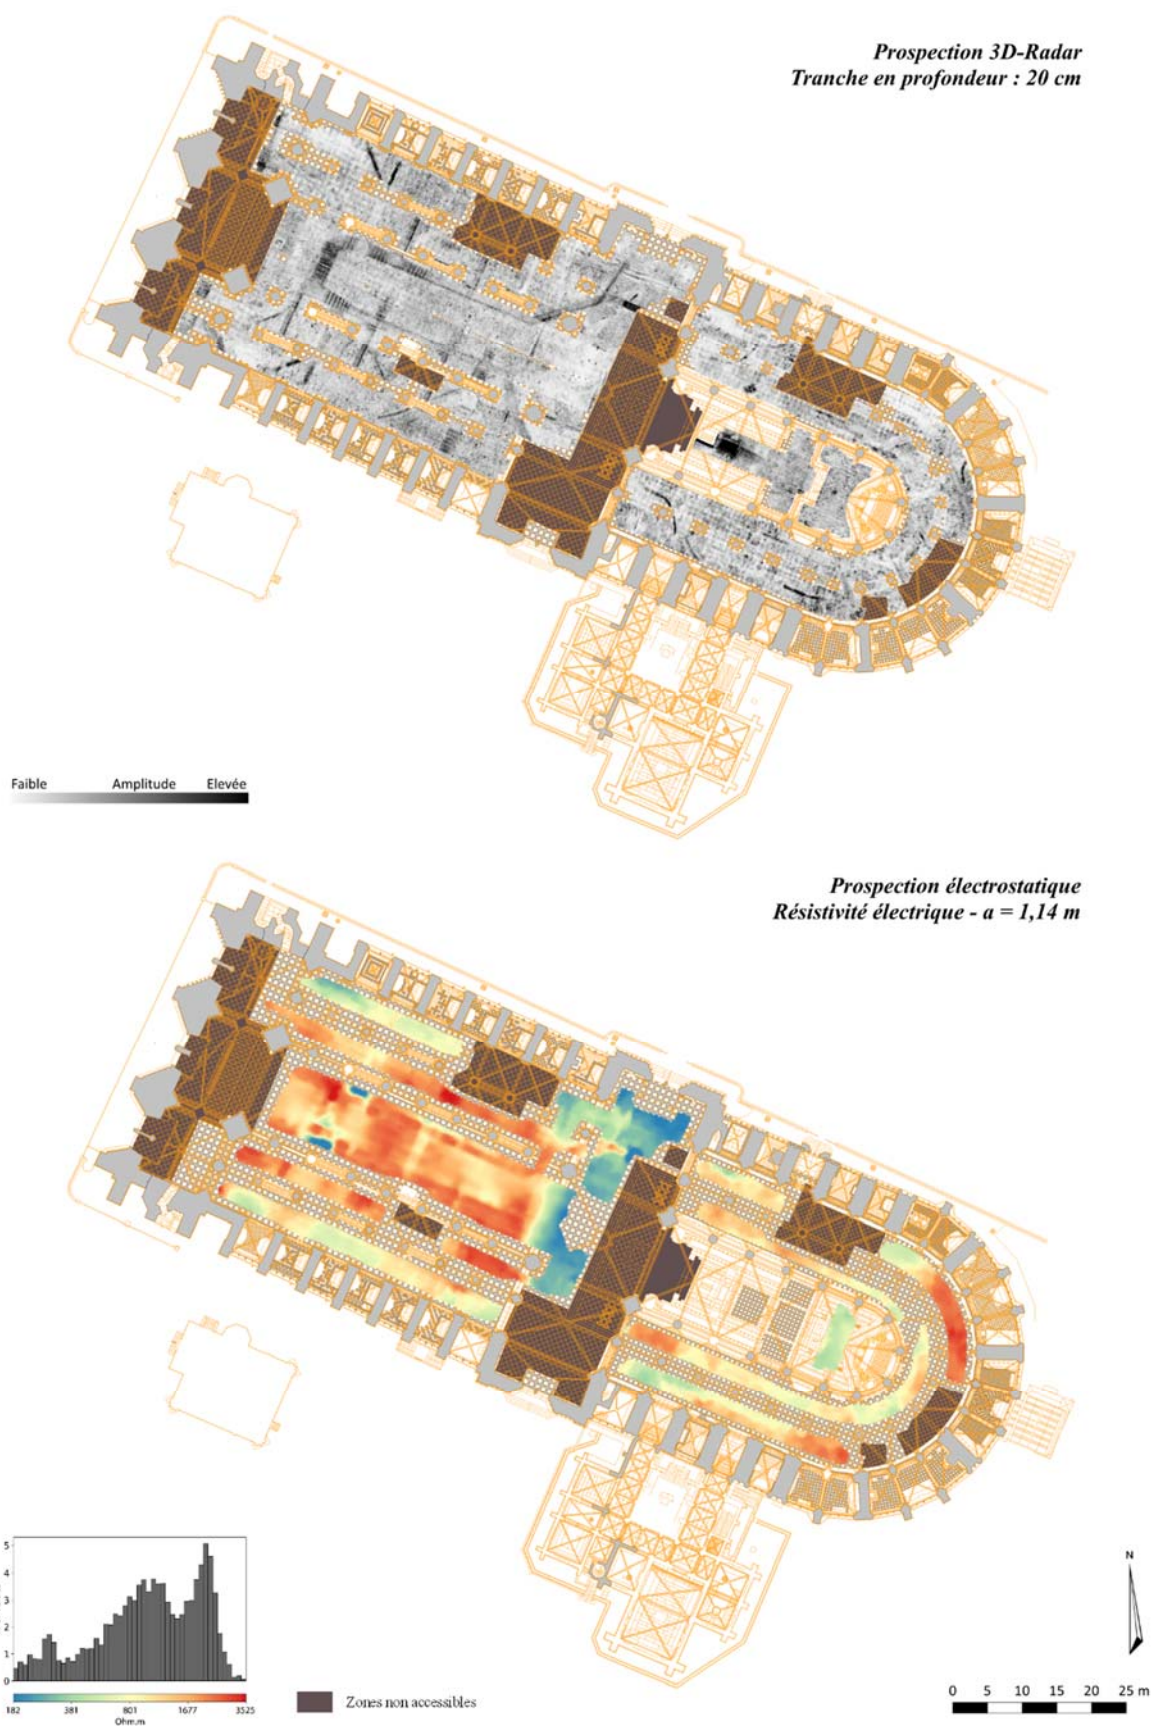 Prospection 3D-Radar
Tranche en profondeur : 20 cm
Faible Amplitude Elevée
Prospection électrostatique
Résistivité électrique - a = 1,14 m
5
4
3
2
1
0
182 381 801 1677 3525
Ohm.m
Zones non accessibles
N
0 5 10 15 20 25 m